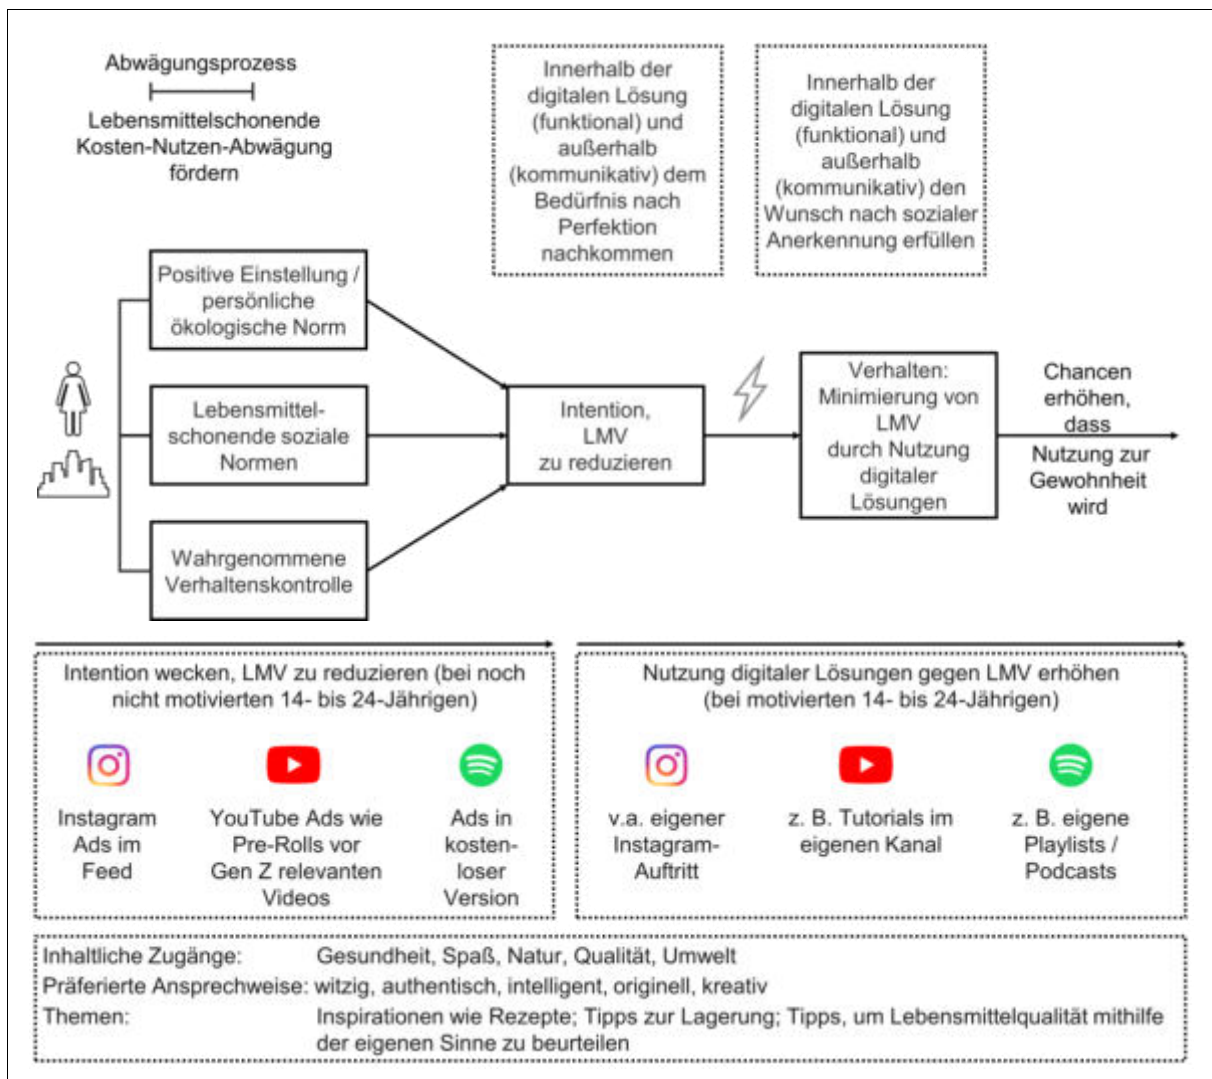 Abwägungsprozess
Lebensmittelschonende
Kosten-Nutzen-Abwägung
fördern
Innerhalb der
digitalen Lösung
(funktional) und
außerhalb
(kommunikativ) dem
Bedürfnis nach
Perfektion
nachkommen
Innerhalb der
digitalen Lösung
(funktional) und
außerhalb
(kommunikativ) den
Wunsch nach sozialer
Anerkennung erfüllen
Positive Einstellung /
persönliche
ökologische Norm
Lebensmittel-
schonende soziale
Normen
Wahrgenommene
Verhaltenskontrolle
Intention,
LMV
zu reduzieren
Verhalten:
Minimierung von
LMV
durch Nutzung
digitaler
Lösungen
Chancen
erhöhen,
dass
Nutzung zur
Gewohnheit
wird
Intention wecken, LMV zu reduzieren (bei noch
nicht motivierten 14- bis 24-Jährigen)
Instagram
Ads im
Feed
YouTube Ads wie
Pre-Rolls vor
Gen Z relevanten
Videos
Ads in
kosten-
loser
Version
Nutzung digitaler Lösungen gegen LMV erhöhen
(bei motivierten 14- bis 24-Jährigen)
v.a. eigener
Instagram-
Auftritt
z. B. Tutorials im
eigenen Kanal
z. B. eigene
Playlists /
Podcasts
Inhaltliche Zugänge: Gesundheit, Spaß, Natur, Qualität, Umwelt
Präferierte Ansprechweise: witzig, authentisch, intelligent, originell, kreativ
Themen: Inspirationen wie Rezepte; Tipps zur Lagerung; Tipps, um Lebensmittelqualität mithilfe
der eigenen Sinne zu beurteilen